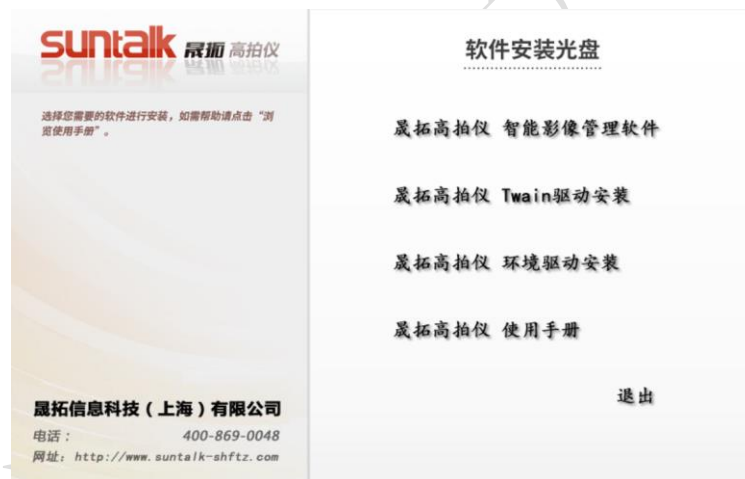 suntalk 晟拓 高拍仪
选择您需要的软件进行安装，如需帮助请点击“浏
览使用手册”。
晟拓信息科技（上海）有限公司
电话： 400-869-0048
网址：http://www.suntalk-shftz.com
软件安装光盘
晟拓高拍仪 智能影像管理软件
晟拓高拍仪 Twain驱动安装
晟拓高拍仪 环境驱动安装
晟拓高拍仪 使用手册
退出